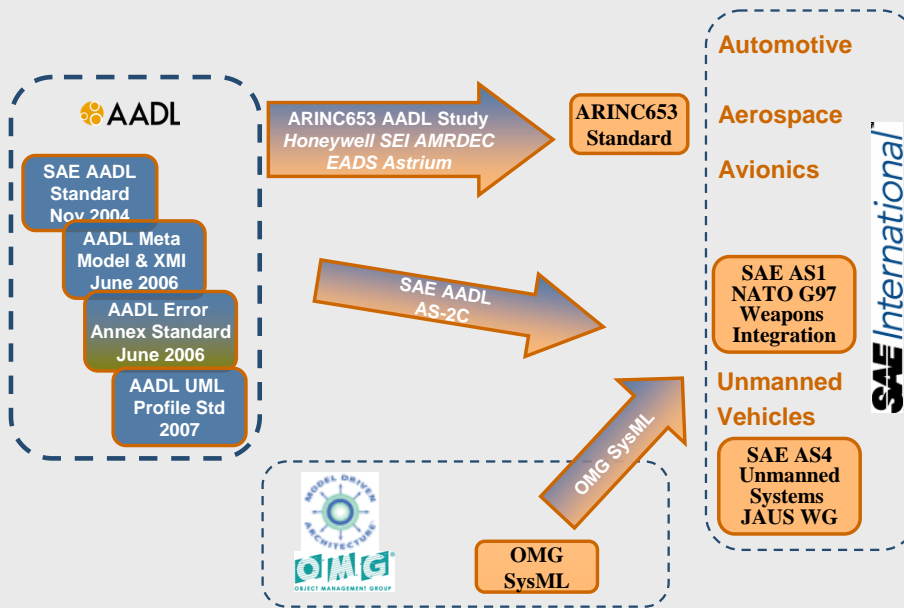 AADL
SAE AADL
Standard
Nov 2004
AADL Meta
Model & XMI
June 2006
AADL Error
Annex Standard
June 2006
AADL UML
Profile Std
2007
ARINC653 AADL Study
Honeywell SEI AMRDEC
EADS Astrium
ARINC653
Standard
SAE AADL
AS-2C
MODEL DRIVEN
ARCHITECTURE
OMG
OBJECT MANAGEMENT GROUP
OMG
SysML
OMG SysML
Automotive
Aerospace
Avionics
SAE AS1
NATO G97
Weapons
Integration
Unmanned
Vehicles
SAE AS4
Unmanned
Systems
JAUS WG
SAE International